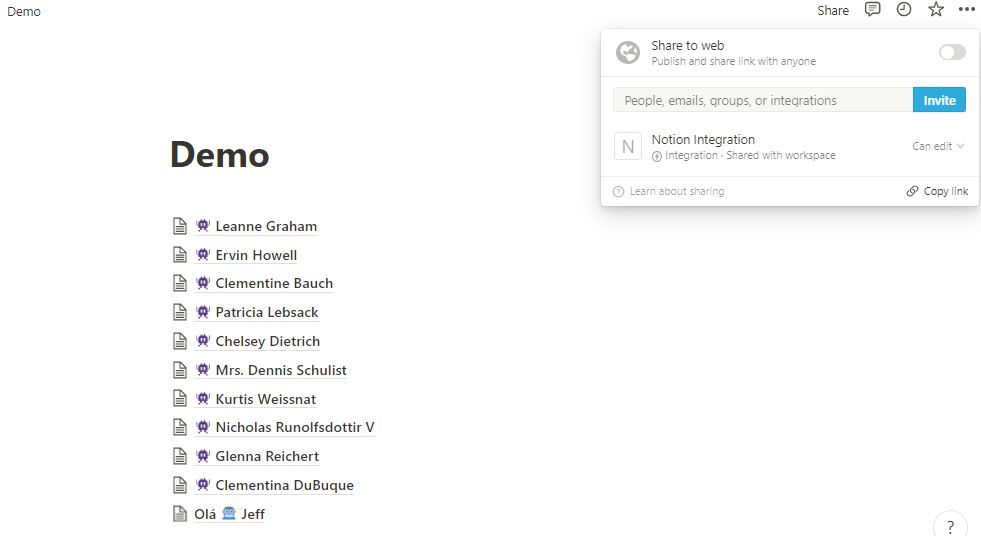 Demo
Share
Share to web
Publish and share link with anyone
People, emails, groups, or integrations
Invite
N
Notion Integration
Integration - Shared with workspace
Can edit
Learn about sharing
Copy link
Demo
Leanne Graham
Ervin Howell
Clementine Bauch
Patricia Lebsack
Chelsey Dietrich
Mrs. Dennis Schulist
Kurtis Weissnat
Nicholas Runolfsdottir V
Glenna Reichert
Clementina DuBuque
Olá Jeff
?